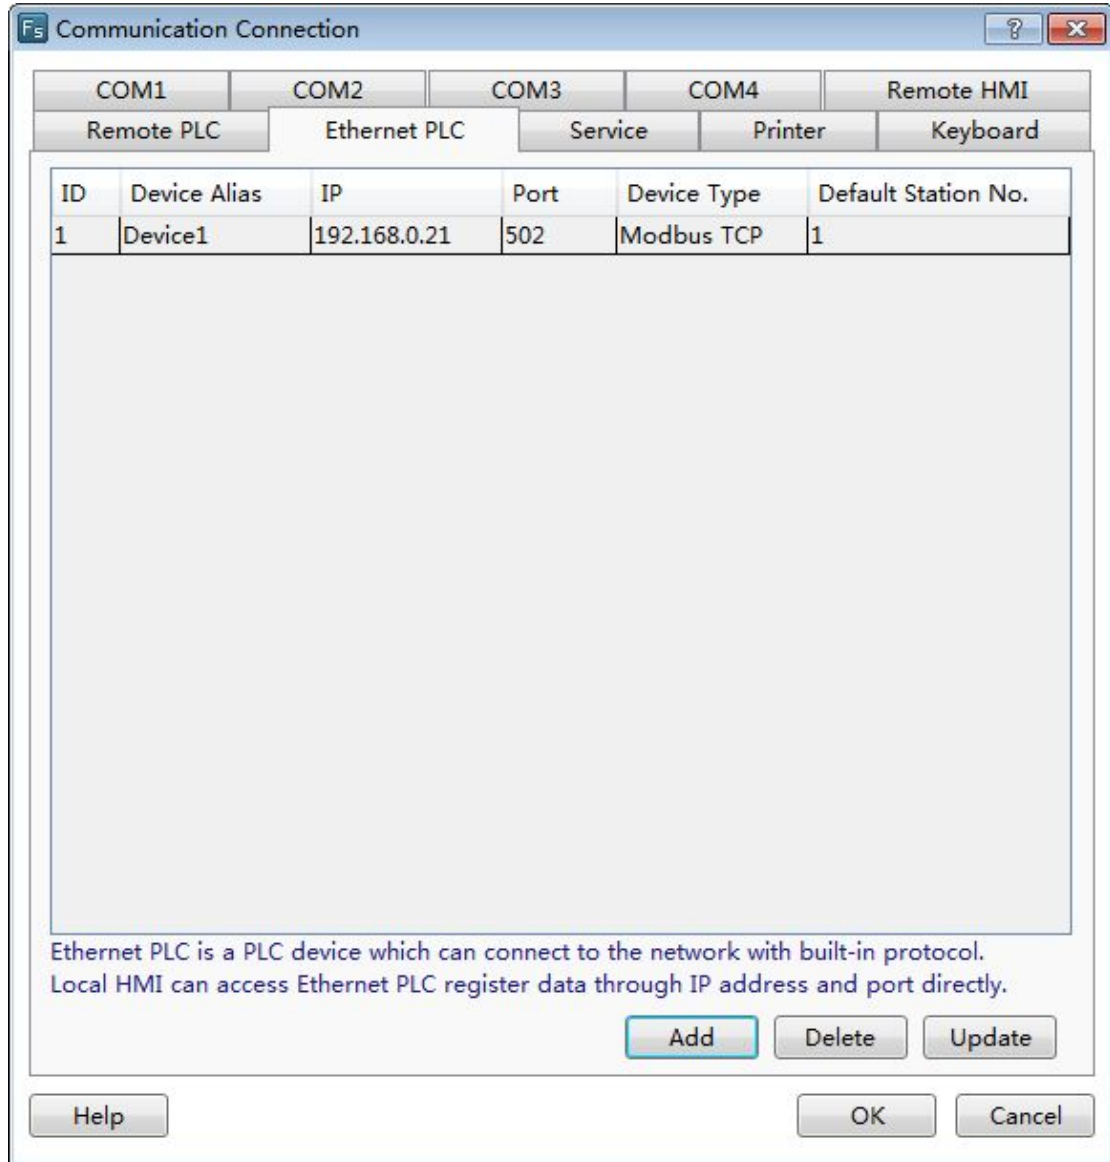 Fs Communication Connection ?
COM1 COM2 COM3 COM4 Remote HMI
Remote PLC Ethernet PLC Service Printer Keyboard
ID Device Alias IP Port Device Type Default Station No.
1 Device1 192.168.0.21 502 Modbus TCP 1
Ethernet PLC is a PLC device which can connect to the network with built-in protocol.
Local HMI can access Ethernet PLC register data through IP address and port directly.
Add Delete Update
Help OK Cancel